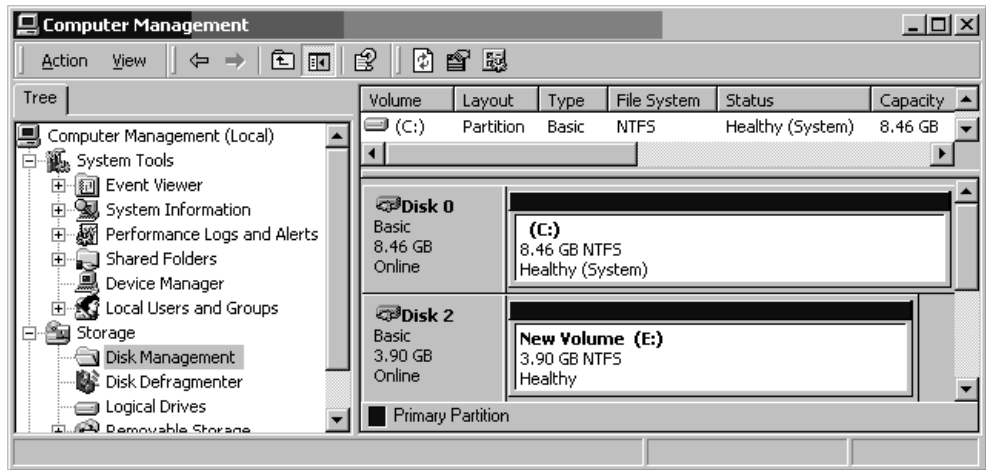 Computer Management
Action View
Tree
Computer Management (Local)
System Tools
Event Viewer
System Information
Performance Logs and Alerts
Shared Folders
Device Manager
Local Users and Groups
Storage
Disk Management
Disk Defragmenter
Logical Drives
Removable Storage
Volume Layout Type File System Status Capacity
(C:) Partition Basic NTFS Healthy (System) 8.46 GB
Disk 0
Basic
8.46 GB
Online
(C:)
8.46 GB NTFS
Healthy (System)
Disk 2
Basic
3.90 GB
Online
New Volume (E:)
3.90 GB NTFS
Healthy
Primary Partition